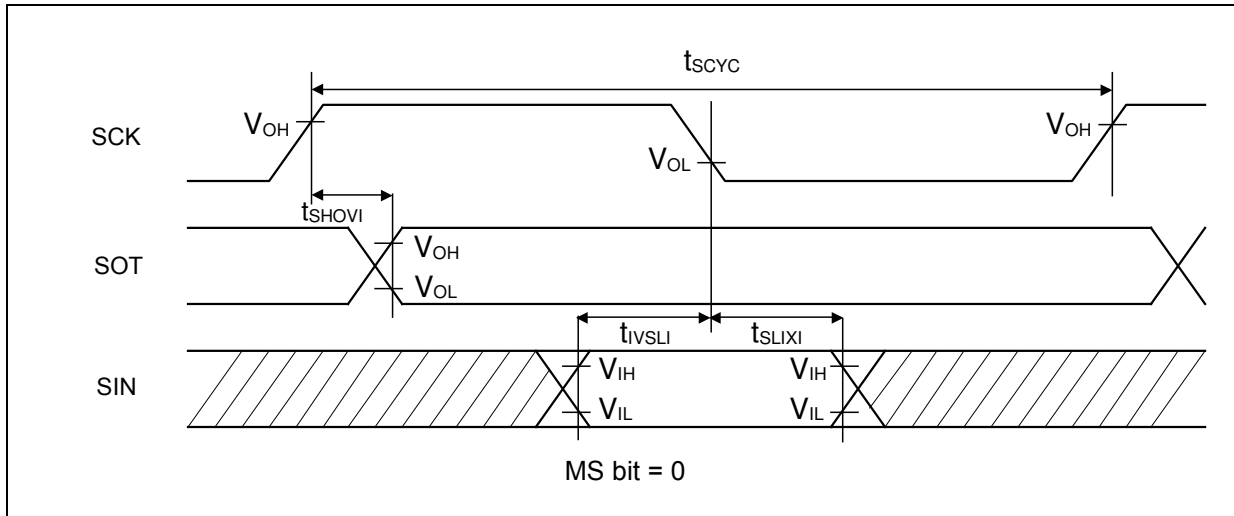 tSCYC
SCK
VOH
VOL
VOH
tSHOVI
SOT
VOH
VOL
tIVSLI
tSLIXI
SIN
VIH
VIL
VIH
VIL
MS bit = 0